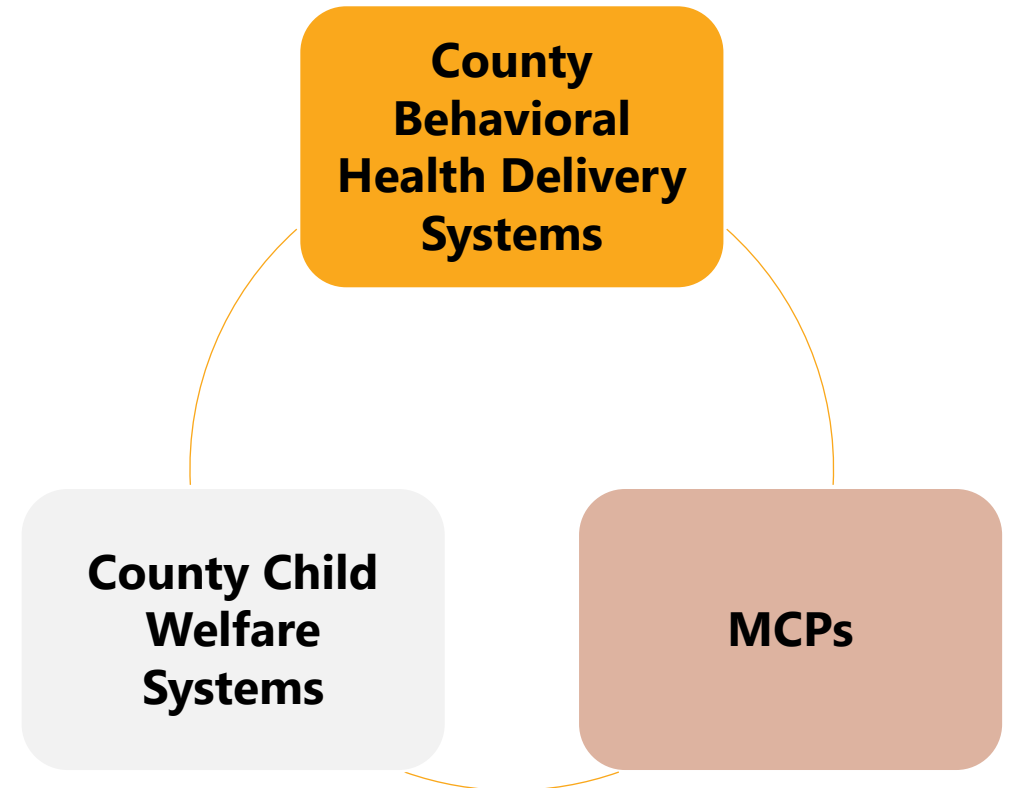 County
Behavioral
Health Delivery
Systems
County Child
Welfare
Systems
MCPs